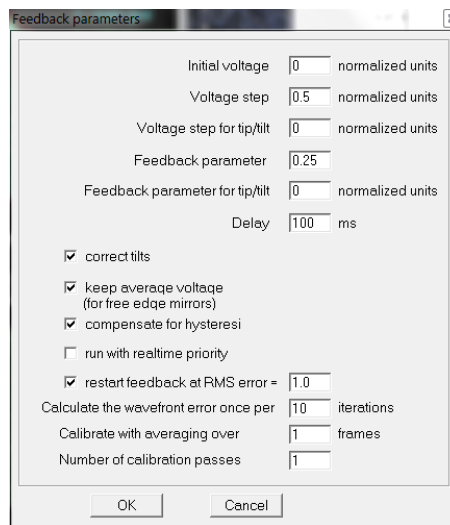 Feedback parameters
Initial voltage 0 normalized units
Voltage step 0.5 normalized units
Voltage step for tip/tilt 0 normalized units
Feedback parameter 0.25
Feedback parameter for tip/tilt 0 normalized units
Delay 100 ms
correct tilts
keep average voltage
(for free edge mirrors)
compensate for hysteresi
run with realtime priority
restart feedback at RMS error = 1.0
Calculate the wavefront error once per 10 iterations
Calibrate with averaging over 1 frames
Number of calibration passes 1
OK Cancel